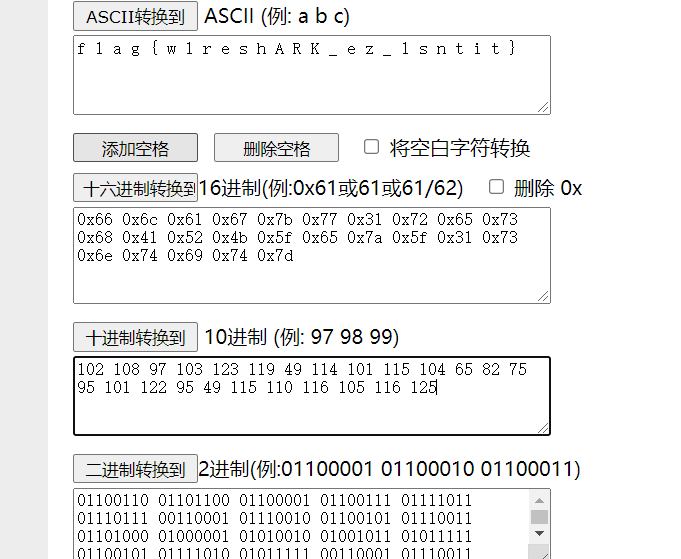 ASCII转换到 ASCII (例: a b c)
f l a g { w 1 r e s h A R K _ e z _ 1 s n t i t }
添加空格 删除空格 将空白字符转换
十六进制转换到 16进制(例:0x61或61或61/62) 删除 0x
0x66 0x6c 0x61 0x67 0x7b 0x77 0x31 0x72 0x65 0x73
0x68 0x41 0x52 0x4b 0x5f 0x65 0x7a 0x5f 0x31 0x73
0x6e 0x74 0x69 0x74 0x7d
十进制转换到 10进制 (例: 97 98 99)
102 108 97 103 123 119 49 114 101 115 104 65 82 75
95 101 122 95 49 115 110 116 105 116 125
二进制转换到 2进制(例:01100001 01100010 01100011)
01100110 01101100 01100001 01100111 01111011
01110111 00110001 01110010 01100101 01110011
01101000 01000001 01010010 01001011 01011111
01100101 01111010 01011111 00110001 01110011